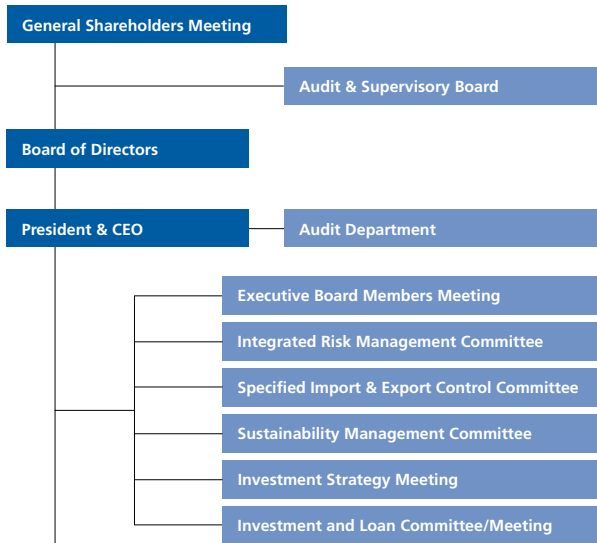 General Shareholders Meeting
Audit & Supervisory Board
Board of Directors
President & CEO
Audit Department
Executive Board Members Meeting
Integrated Risk Management Committee
Specified Import & Export Control Committee
Sustainability Management Committee
Investment Strategy Meeting
Investment and Loan Committee/Meeting